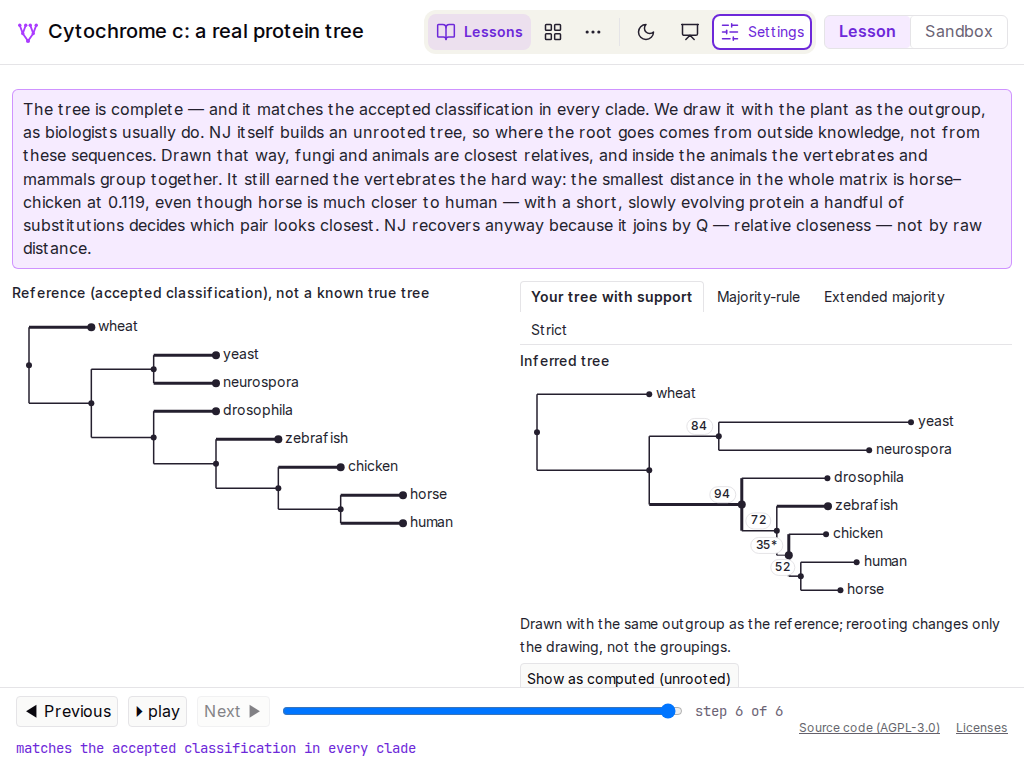 Cytochrome c: a real protein tree
Lessons
Settings
Lesson
Sandbox
The tree is complete — and it matches the accepted classification in every clade. We draw it with the plant as the outgroup,
as biologists usually do. NJ itself builds an unrooted tree, so where the root goes comes from outside knowledge, not from
these sequences. Drawn that way, fungi and animals are closest relatives, and inside the animals the vertebrates and
mammals group together. It still earned the vertebrates the hard way: the smallest distance in the whole matrix is horse–
chicken at 0.119, even though horse is much closer to human — with a short, slowly evolving protein a handful of
substitutions decides which pair looks closest. NJ recovers anyway because it joins by Q — relative closeness — not by raw
distance.
Reference (accepted classification), not a known true tree
wheat
yeast
neurospora
drosophila
zebrafish
chicken
horse
human
Your tree with support
Majority-rule
Extended majority
Strict
Inferred tree
wheat
84
yeast
neurospora
drosophila
94
zebrafish
72
chicken
35*
human
52
horse
Drawn with the same outgroup as the reference; rerooting changes only
the drawing, not the groupings.
Show as computed (unrooted)
Previous
play
Next
step 6 of 6
Source code (AGPL-3.0)
Licenses
matches the accepted classification in every clade